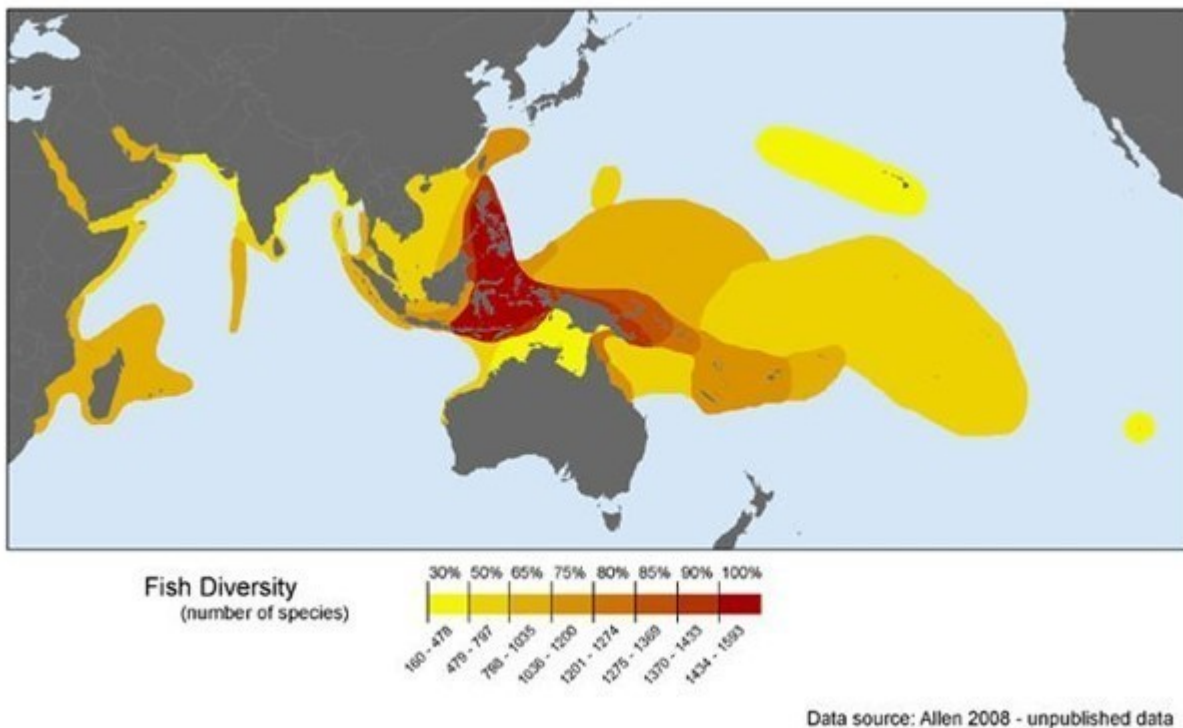 Fish Diversity
(number of species)
30% 50% 65% 75% 80% 85% 90% 100%
160 - 478
479 - 797
798 - 1035
1036 - 1200
1201 - 1274
1275 - 1369
1370 - 1433
1434 - 1593
Data source: Allen 2008 - unpublished data